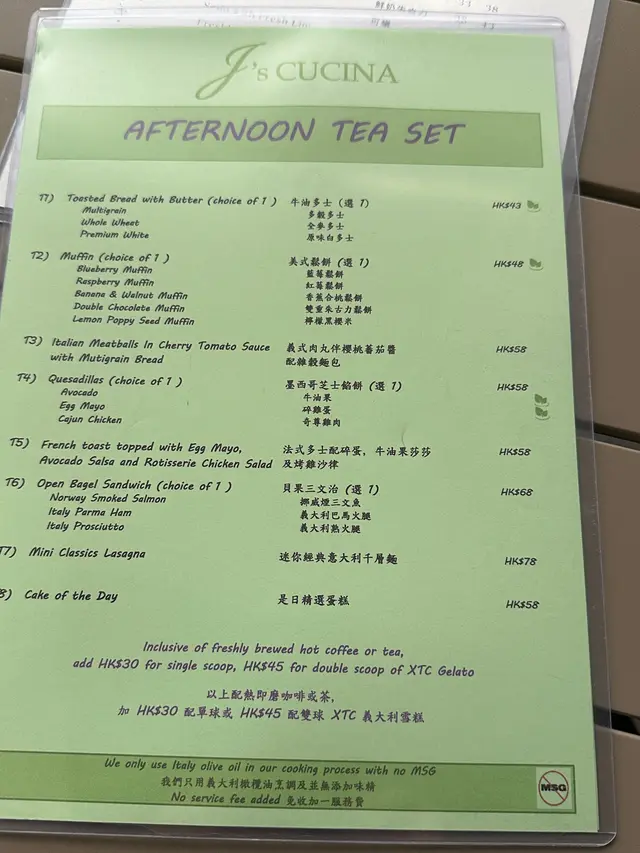 33 38
J's CUCINA
AFTERNOON TEA SET
T1) Toasted Bread with Butter (choice of 1 ) 牛油多士 (選 1) HK$43
Multigrain 多穀多士
Whole Wheat 全麥多士
Premium White 原味白多士
T2) Muffin (choice of 1 ) 美式鬆餅 (選 1) HK$48
Blueberry Muffin 藍莓鬆餅
Raspberry Muffin 紅莓鬆餅
Banana & Walnut Muffin 香蕉合桃鬆餅
Double Chocolate Muffin 雙重朱古力鬆餅
Lemon Poppy Seed Muffin 檸檬黑櫻米
T3) Italian Meatballs In Cherry Tomato Sauce 義式肉丸伴櫻桃蕃茄醬 HK$58
with Mutigrain Bread 配雜穀麵包
T4) Quesadillas (choice of 1 ) 墨西哥芝士餡餅 (選 1) HK$58
Avocado 牛油果
Egg Mayo 碎雞蛋
Cajun Chicken 奇尊雞肉
T5) French toast topped with Egg Mayo, 法式多士配碎蛋, 牛油果莎莎 HK$58
Avocado Salsa and Rotisserie Chicken Salad 及烤雞沙律
T6) Open Bagel Sandwich (choice of 1 ) 貝果三文治 (選 1) HK$68
Norway Smoked Salmon 挪威煙三文魚
Italy Parma Ham 義大利巴馬火腿
Italy Prosciutto 義大利熟火腿
T7) Mini Classics Lasagna 迷你經典意大利千層麵 HK$78
8) Cake of the Day 是日精選蛋糕 HK$58
Inclusive of freshly brewed hot coffee or tea,
add HK$30 for single scoop, HK$45 for double scoop of XTC Gelato
以上配熱即磨咖啡或茶,
加 HK$30 配單球或 HK$45 配雙球 XTC 義大利雪糕
We only use Italy olive oil in our cooking process with no MSG
我們只用義大利橄欖油烹調及並無添加味精
No service fee added 免收加一服務費
MSG